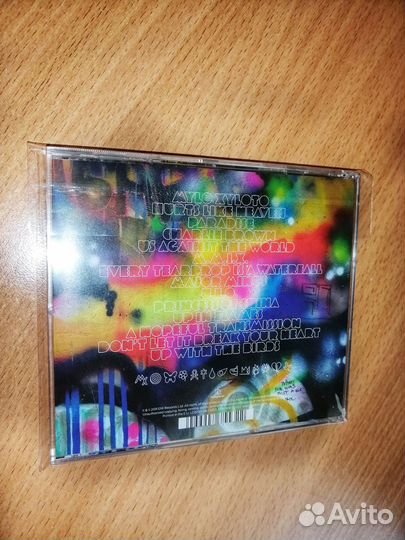 MYLO XYLOTO
HURTS LIKE HEAVEN
PARADISE
CHARLIE BROWN
US AGAINST THE WORLD
M.M.I.X.
EVERY TEARDROP IS A WATERFALL
MAJOR MINUS
U.F.O.
PRINCESS OF CHINA
UP IN FLAMES
A HOPEFUL TRANSMISSION
DON'T LET IT BREAK YOUR HEART
UP WITH THE BIRDS
MX
Avito